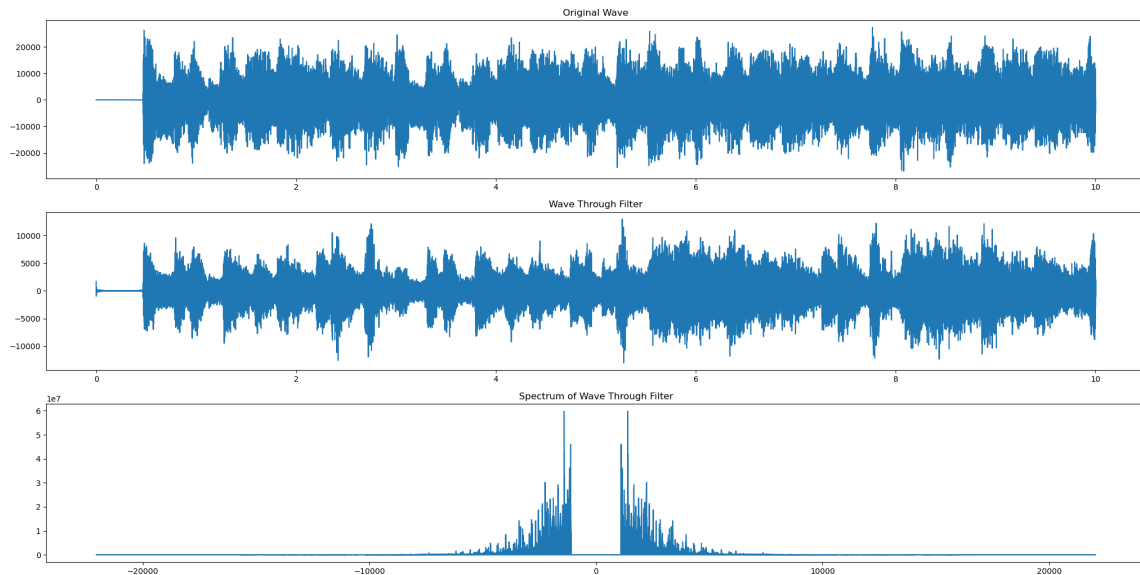 Original Wave
20000
10000
0
−10000
−20000
0 2 4 6 8 10
Wave Through Filter
10000
5000
0
−5000
−10000
0 2 4 6 8 10
Spectrum of Wave Through Filter
1e7
6
5
4
3
2
1
0
−20000 −10000 0 10000 20000